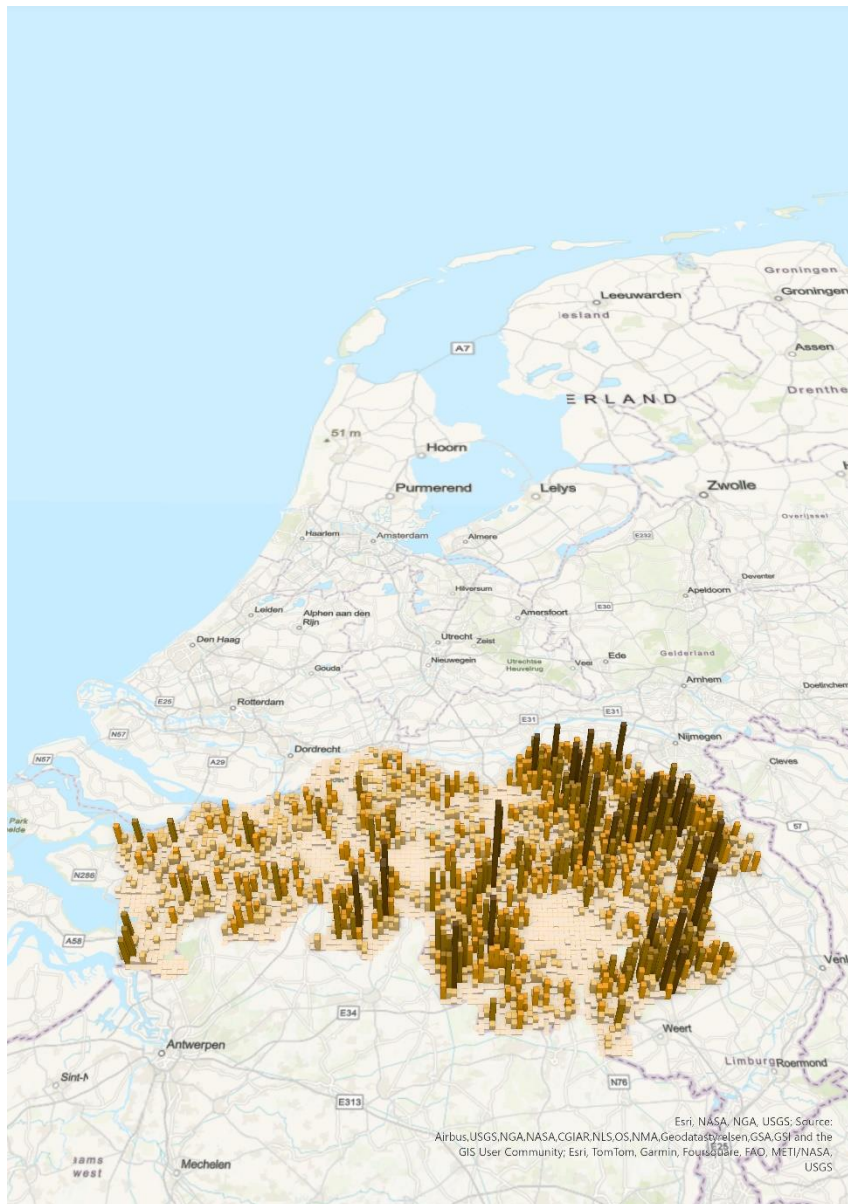 Groningen
Leeuwarden
Groningen
iesland
A7
Assen
Drenthe
ERLAND
51 m
Hoorn
Zwolle
Purmerend
Lelys
Overijssel
Haarlem
Amsterdam
Almere
E332
Hilversum
Deventer
Apeldoorn
Leiden
Alphen aan den
Rijn
Amersfoort
E30
Den Haag
Utrecht
Zeist
Gouda
Nieuwegein
Utrechtse
Heuvelrug
Ede
Gelderland
Arnhem
Doetinchem
E25
Rotterdam
E31
E31
N57
Nijmegen
Dordrecht
A29
N57
Cleves
Park
elde
57
N286
A58
Venl
E34
Weert
Antwerpen
Limburg
Roermond
Sint-N
N76
E313
E25
aams
west
Mechelen
Esri, NASA, NGA, USGS; Source:
Airbus,USGS,NGA,NASA,CGIAR,NLS,OS,NMA,Geodatastyrelsen,GSA,GSI and the
GIS User Community; Esri, TomTom, Garmin, Foursquare, FAO, METI/NASA,
USGS